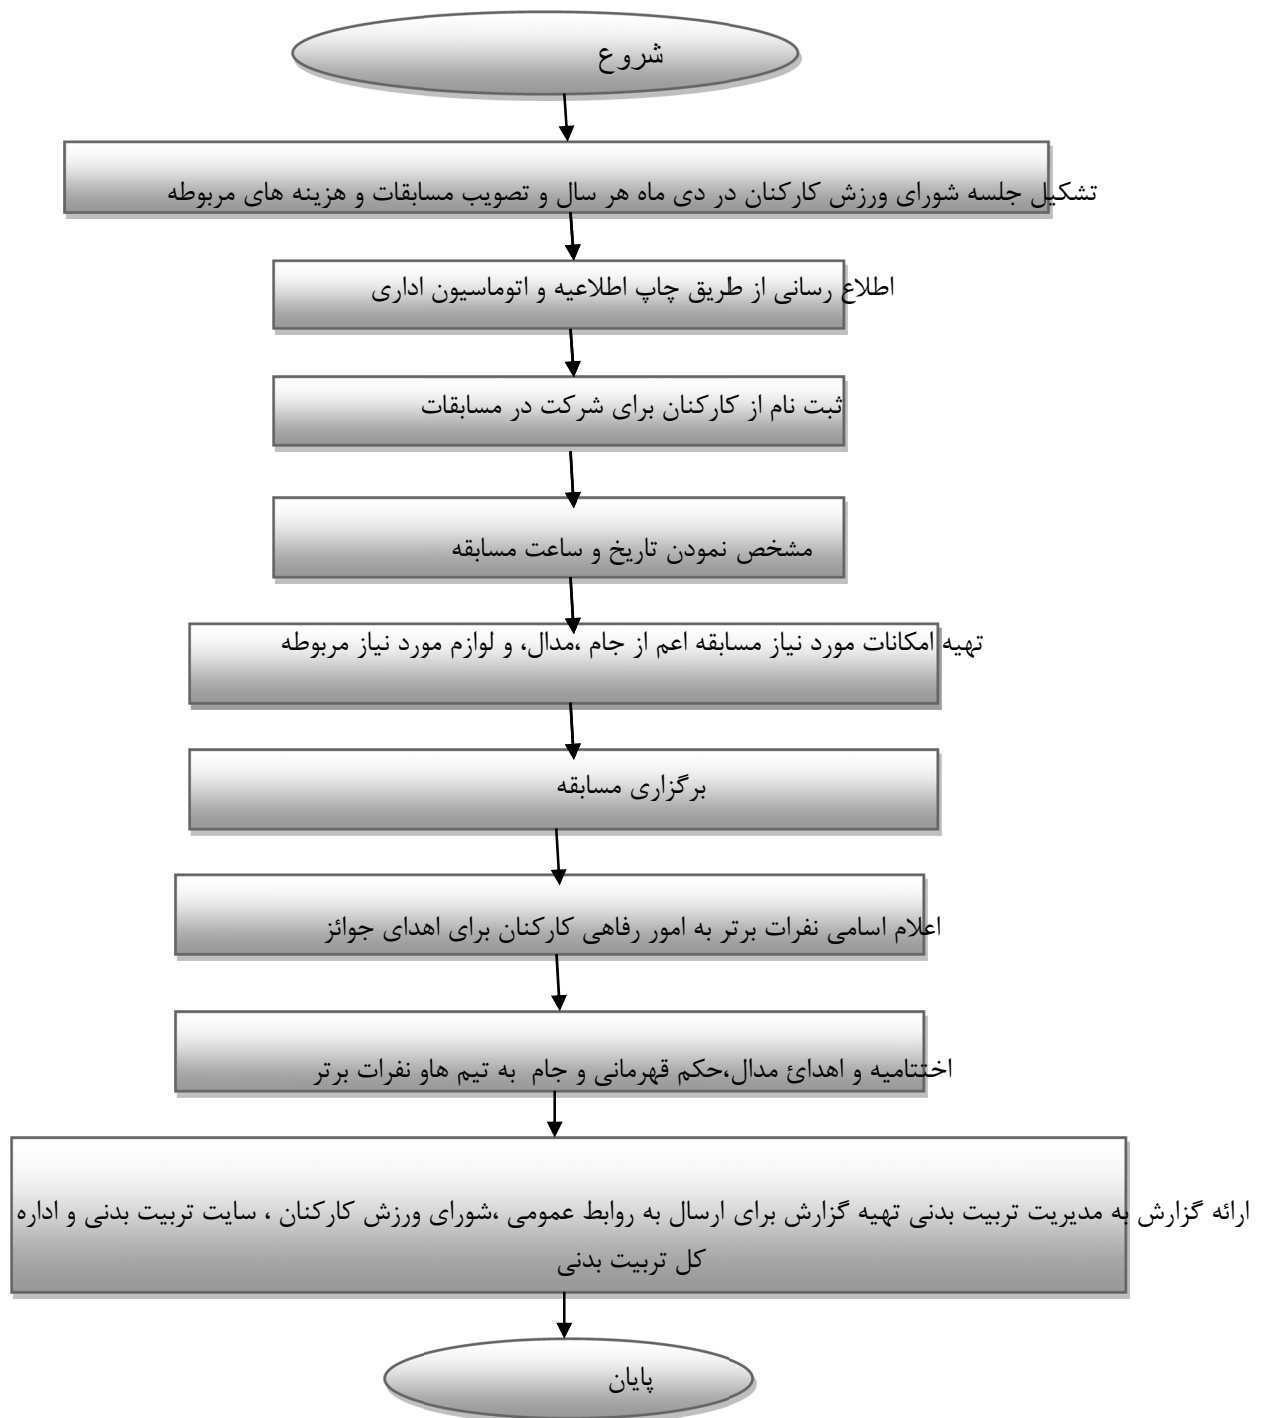 شروع
تشکیل جلسه شورای ورزش کارکنان در دی ماه هر سال و تصویب مسابقات و هزینه های مربوطه
اطلاع رسانی از طریق چاپ اطلاعیه و اتوماسیون اداری
ثبت نام از کارکنان برای شرکت در مسابقات
مشخص نمودن تاریخ و ساعت مسابقه
تهیه امکانات مورد نیاز مسابقه اعم از جام ،مدال، و لوازم مورد نیاز مربوطه
برگزاری مسابقه
اعلام اسامی نفرات برتر به امور رفاهی کارکنان برای اهدای جوائز
اختتامیه و اهدائ مدال،حکم قهرمانی و جام به تیم هاو نفرات برتر
ارائه گزارش به مدیریت تربیت بدنی تهیه گزارش برای ارسال به روابط عمومی ،شورای ورزش کارکنان ، سایت تربیت بدنی و اداره
کل تربیت بدنی
پایان